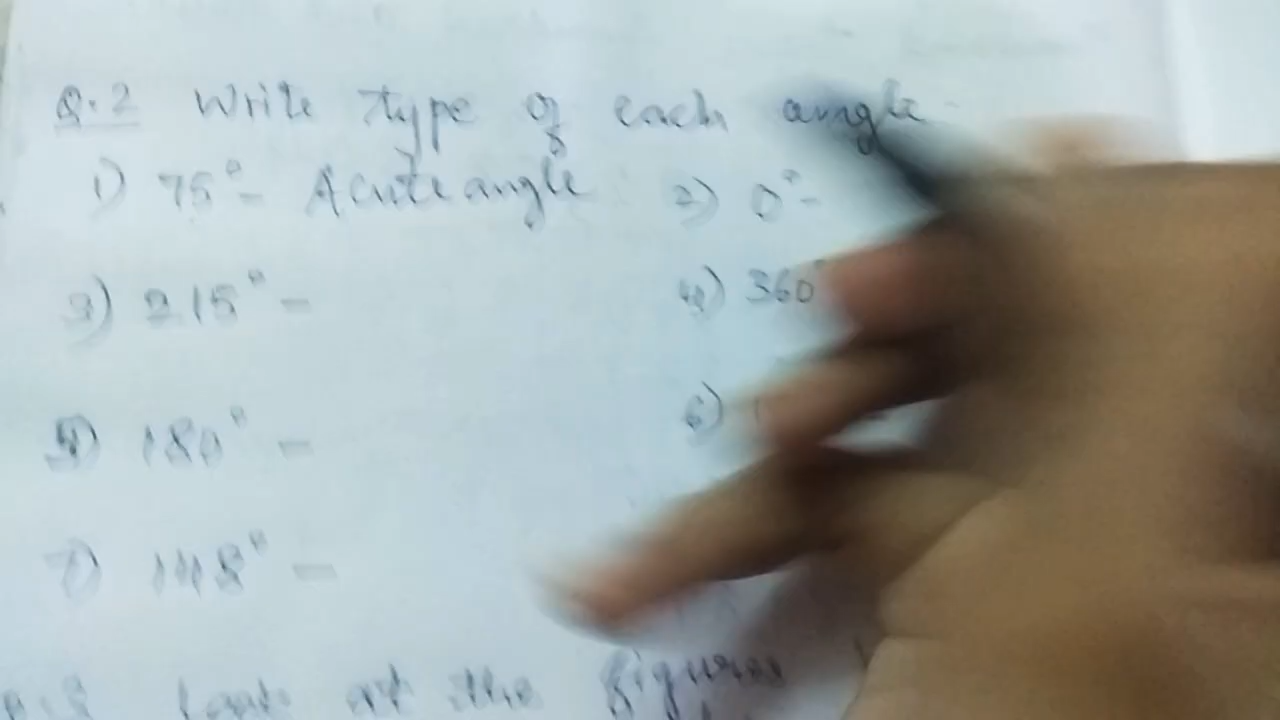 Q.2 Write type of each angle.
1) 75° - Acute angle 2) 0° -
3) 215° - 4) 360°
5) 180° - 6)
7) 148° -
look at the figures